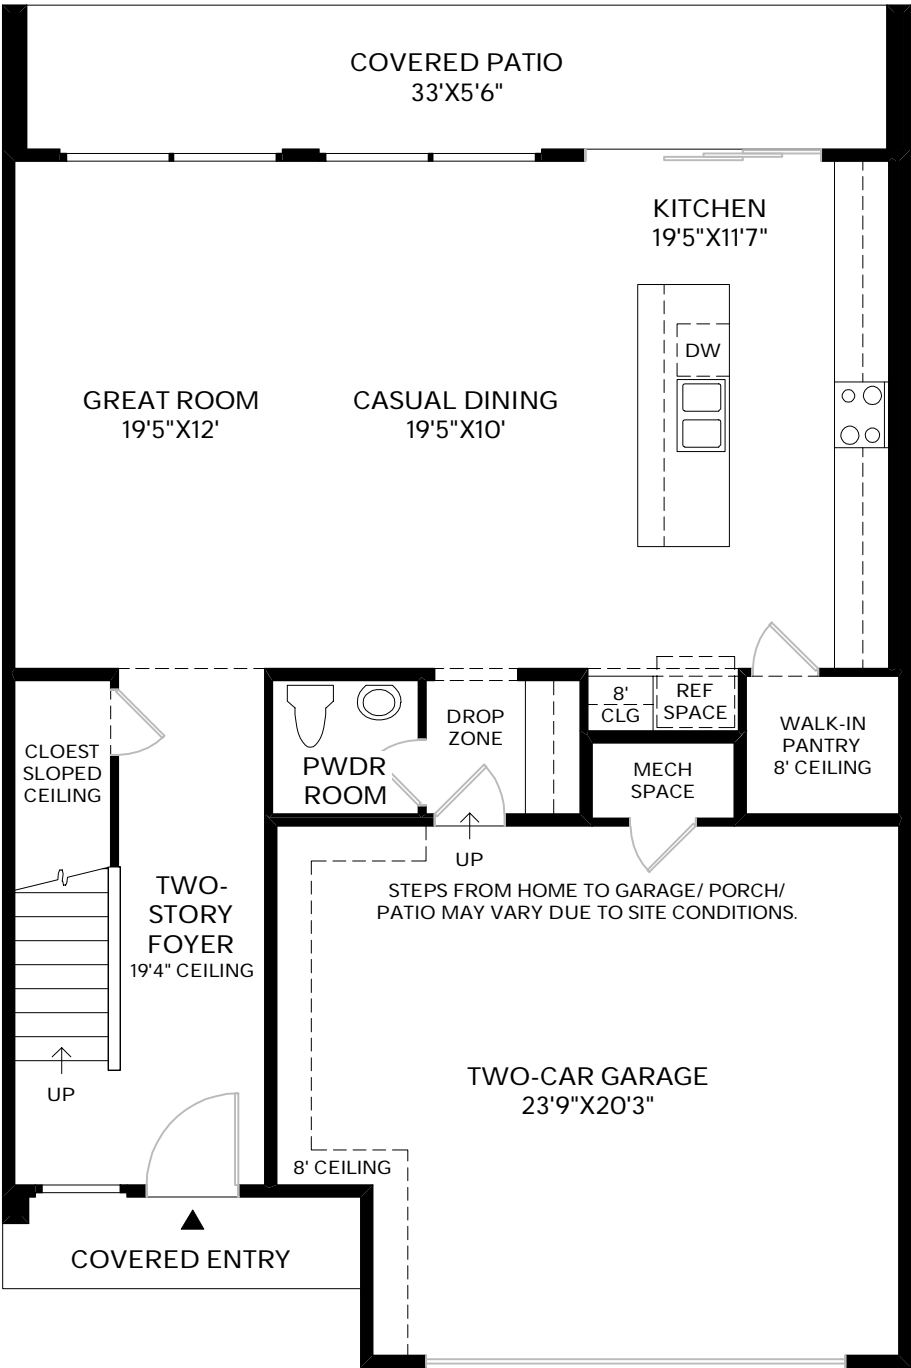 COVERED PATIO
33'X5'6"
KITCHEN
19'5"X11'7"
DW
GREAT ROOM
19'5"X12'
CASUAL DINING
19'5"X10'
CLOEST
SLOPED
CEILING
PWDR
ROOM
DROP
ZONE
8'
CLG
REF
SPACE
MECH
SPACE
WALK-IN
PANTRY
8' CEILING
UP
STEPS FROM HOME TO GARAGE/ PORCH/
PATIO MAY VARY DUE TO SITE CONDITIONS.
TWO-
STORY
FOYER
19'4" CEILING
UP
TWO-CAR GARAGE
23'9"X20'3"
8' CEILING
COVERED ENTRY